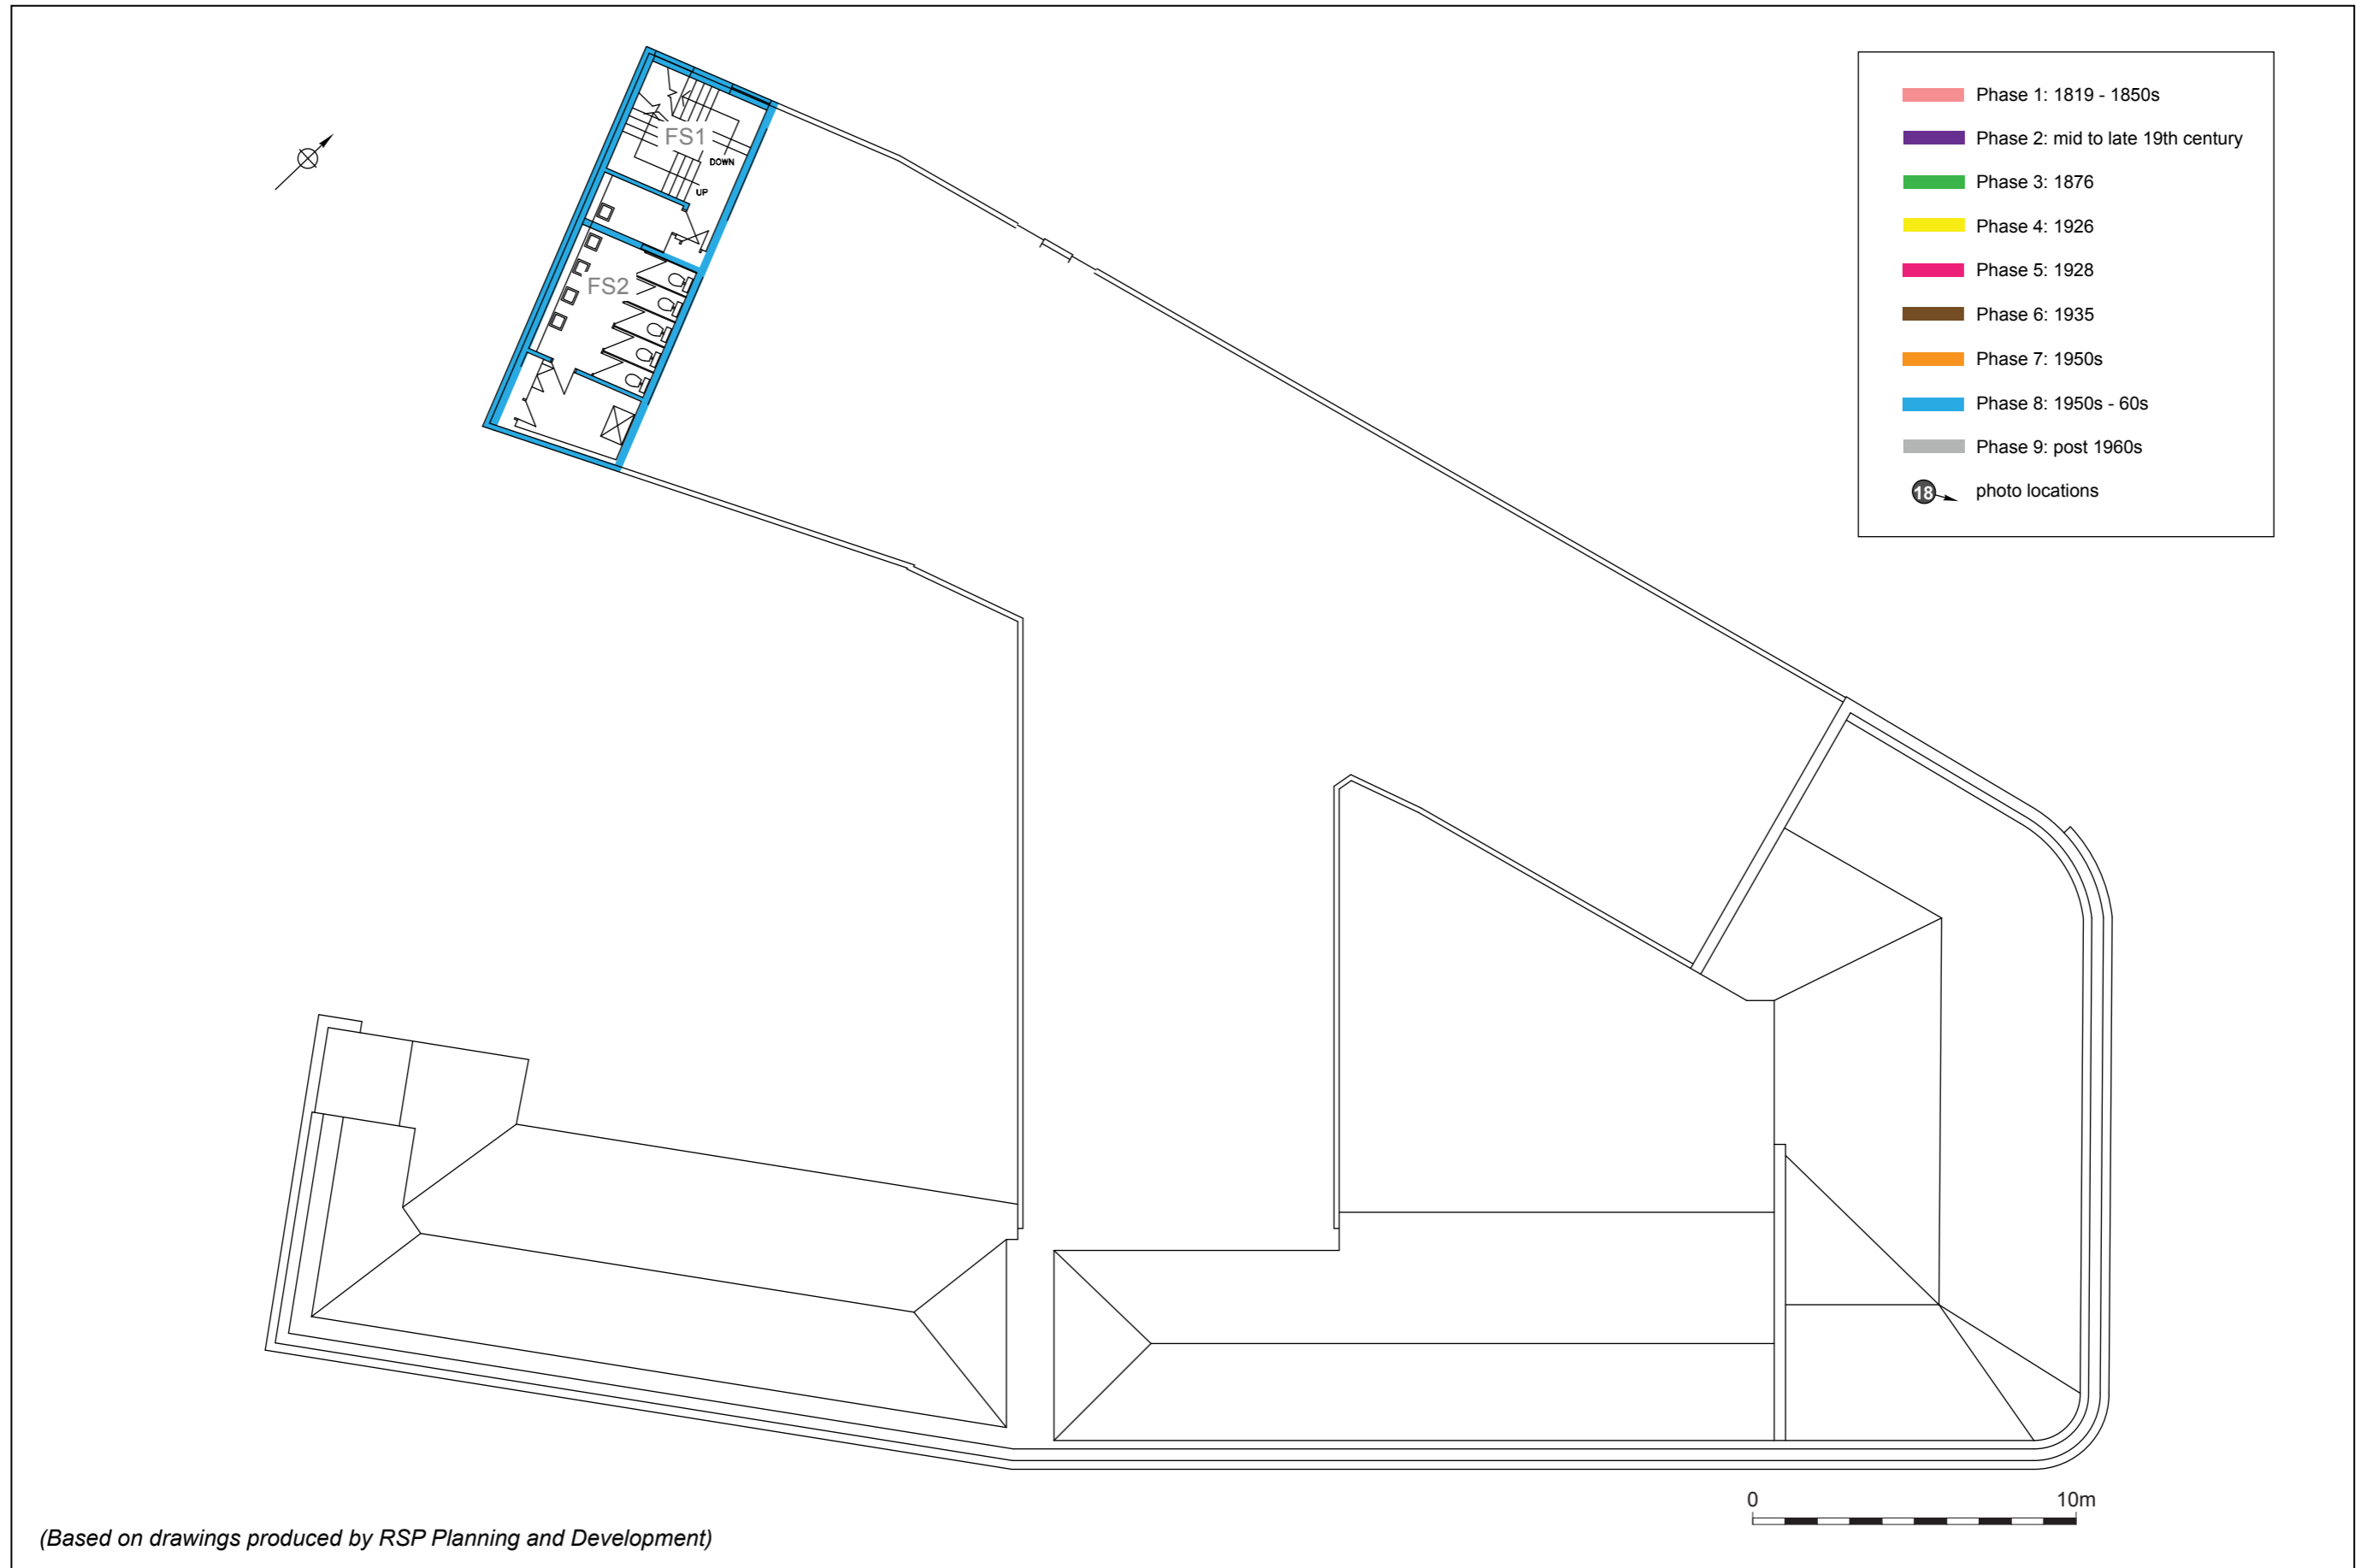 FS1
DOWN
UP
FS2
Phase 1: 1819 - 1850s
Phase 2: mid to late 19th century
Phase 3: 1876
Phase 4: 1926
Phase 5: 1928
Phase 6: 1935
Phase 7: 1950s
Phase 8: 1950s - 60s
Phase 9: post 1960s
18 photo locations
0 10m
(Based on drawings produced by RSP Planning and Development)